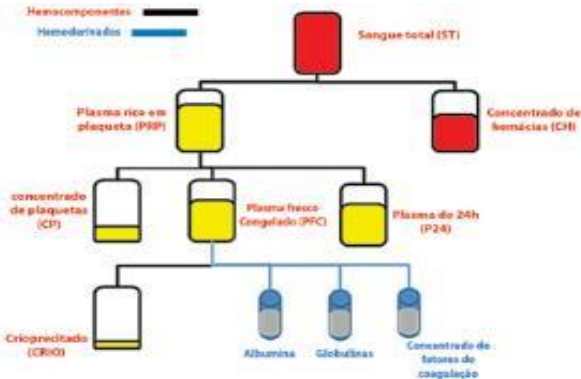 Hemocomponentes
Hemoderivados
Sangue total (ST)
Plasma rico em
plaqueta (PRP)
Concentrado de
hemácias (CH)
concentrado
de plaquetas
(CP)
Plasma fresco
Congelado (PFC)
Plasma de 24h
(P24)
Crioprecitado
(CRIO)
Albumina
Globulinas
Concentrado de
fatores de
coagulação